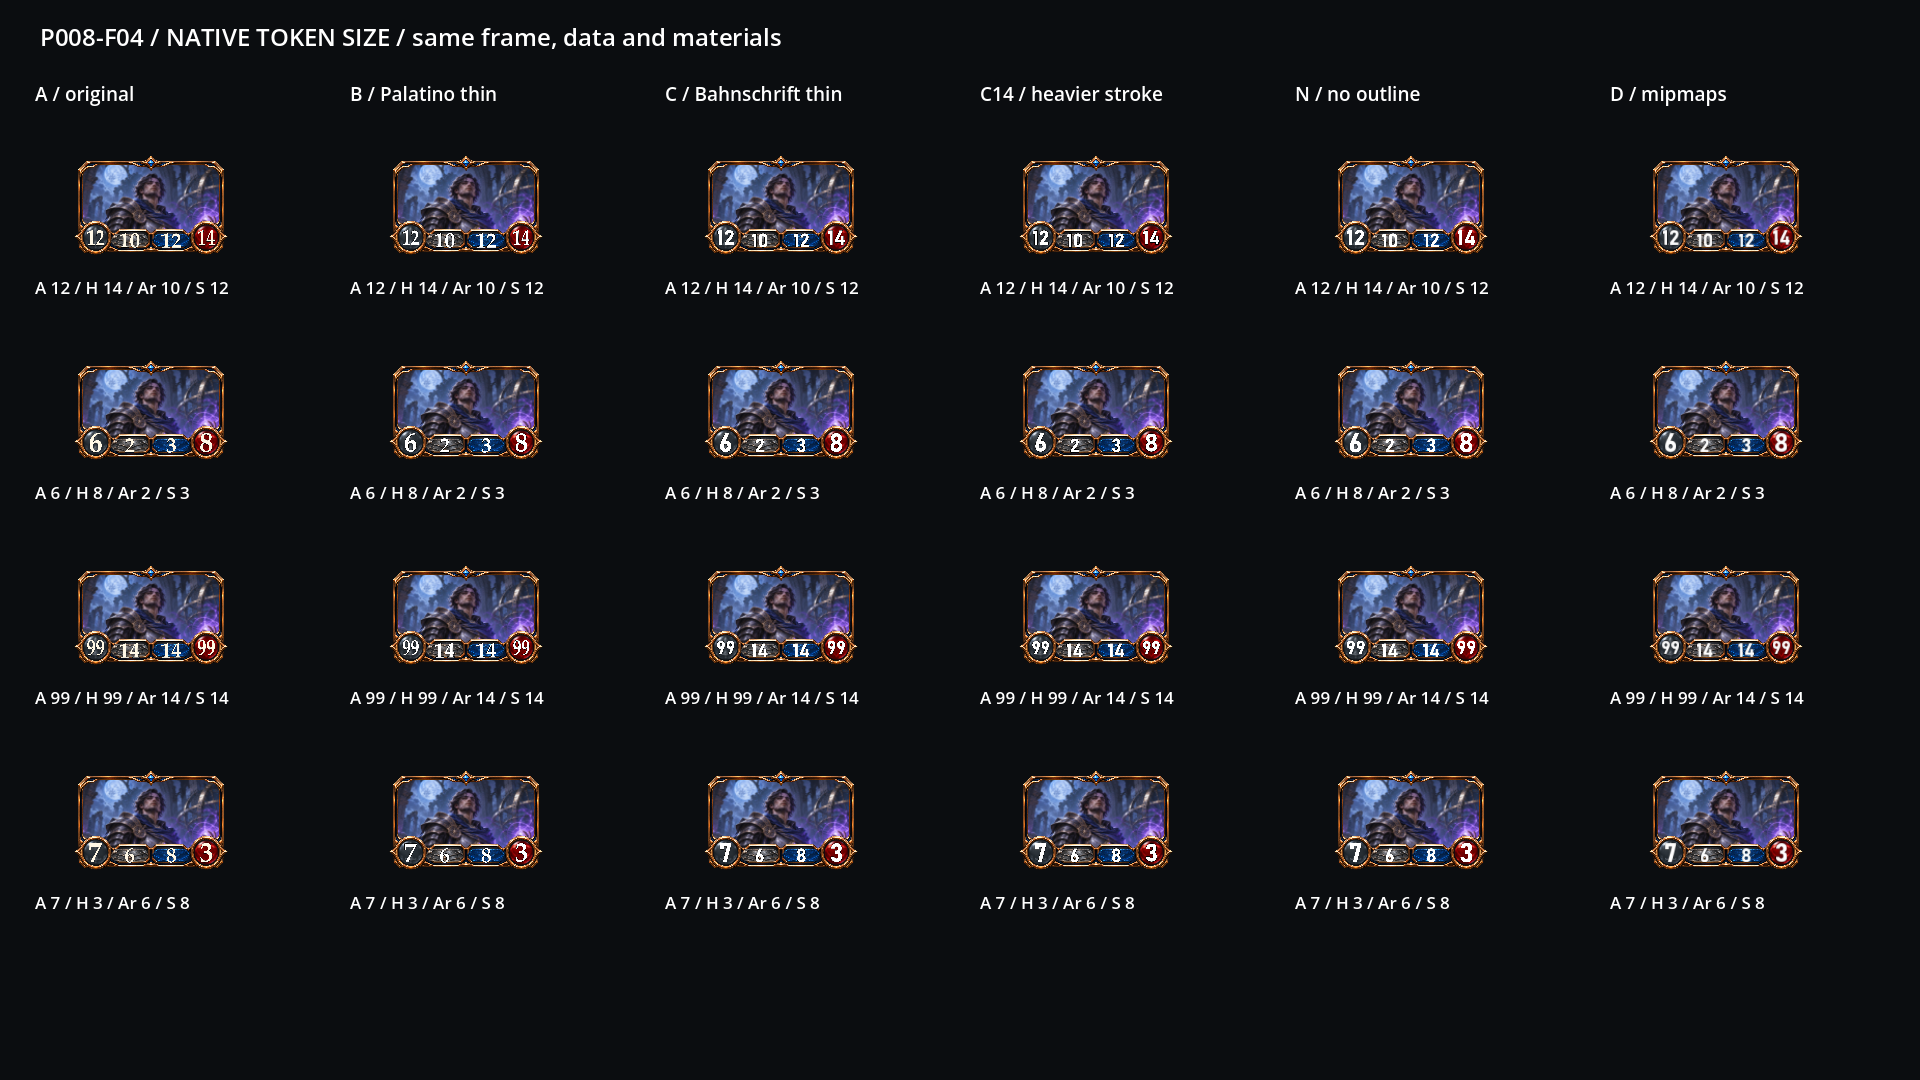 P008-F04 / NATIVE TOKEN SIZE / same frame, data and materials
A / original B / Palatino thin C / Bahnschrift thin C14 / heavier stroke N / no outline D / mipmaps
12 10 12 14 12 10 12 14 12 10 12 14 12 10 12 14 12 10 12 14 12 10 12 14
A 12 / H 14 / Ar 10 / S 12 A 12 / H 14 / Ar 10 / S 12 A 12 / H 14 / Ar 10 / S 12 A 12 / H 14 / Ar 10 / S 12 A 12 / H 14 / Ar 10 / S 12 A 12 / H 14 / Ar 10 / S 12
6 2 3 8 6 2 3 8 6 2 3 8 6 2 3 8 6 2 3 8 6 2 3 8
A 6 / H 8 / Ar 2 / S 3 A 6 / H 8 / Ar 2 / S 3 A 6 / H 8 / Ar 2 / S 3 A 6 / H 8 / Ar 2 / S 3 A 6 / H 8 / Ar 2 / S 3 A 6 / H 8 / Ar 2 / S 3
99 14 14 99 99 14 14 99 99 14 14 99 99 14 14 99 99 14 14 99 99 14 14 99
A 99 / H 99 / Ar 14 / S 14 A 99 / H 99 / Ar 14 / S 14 A 99 / H 99 / Ar 14 / S 14 A 99 / H 99 / Ar 14 / S 14 A 99 / H 99 / Ar 14 / S 14 A 99 / H 99 / Ar 14 / S 14
7 6 8 3 7 6 8 3 7 6 8 3 7 6 8 3 7 6 8 3 7 6 8 3
A 7 / H 3 / Ar 6 / S 8 A 7 / H 3 / Ar 6 / S 8 A 7 / H 3 / Ar 6 / S 8 A 7 / H 3 / Ar 6 / S 8 A 7 / H 3 / Ar 6 / S 8 A 7 / H 3 / Ar 6 / S 8